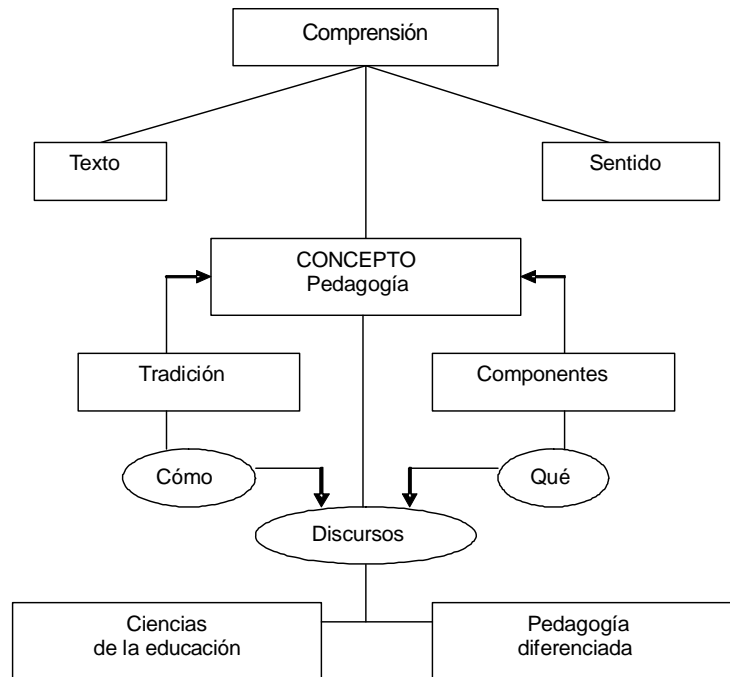 Comprensión
Texto
Sentido
CONCEPTO
Pedagogía
Tradición
Componentes
Cómo
Qué
Discursos
Ciencias
de la educación
Pedagogía
diferenciada